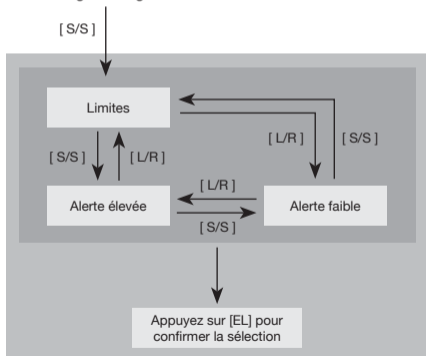 [ S/S ]
Limites
[ S/S ]
[ L/R ]
[ L/R ]
[ S/S ]
Alerte élevée
[ L/R ]
[ S/S ]
Alerte faible
Appuyez sur [EL] pour
confirmer la sélection